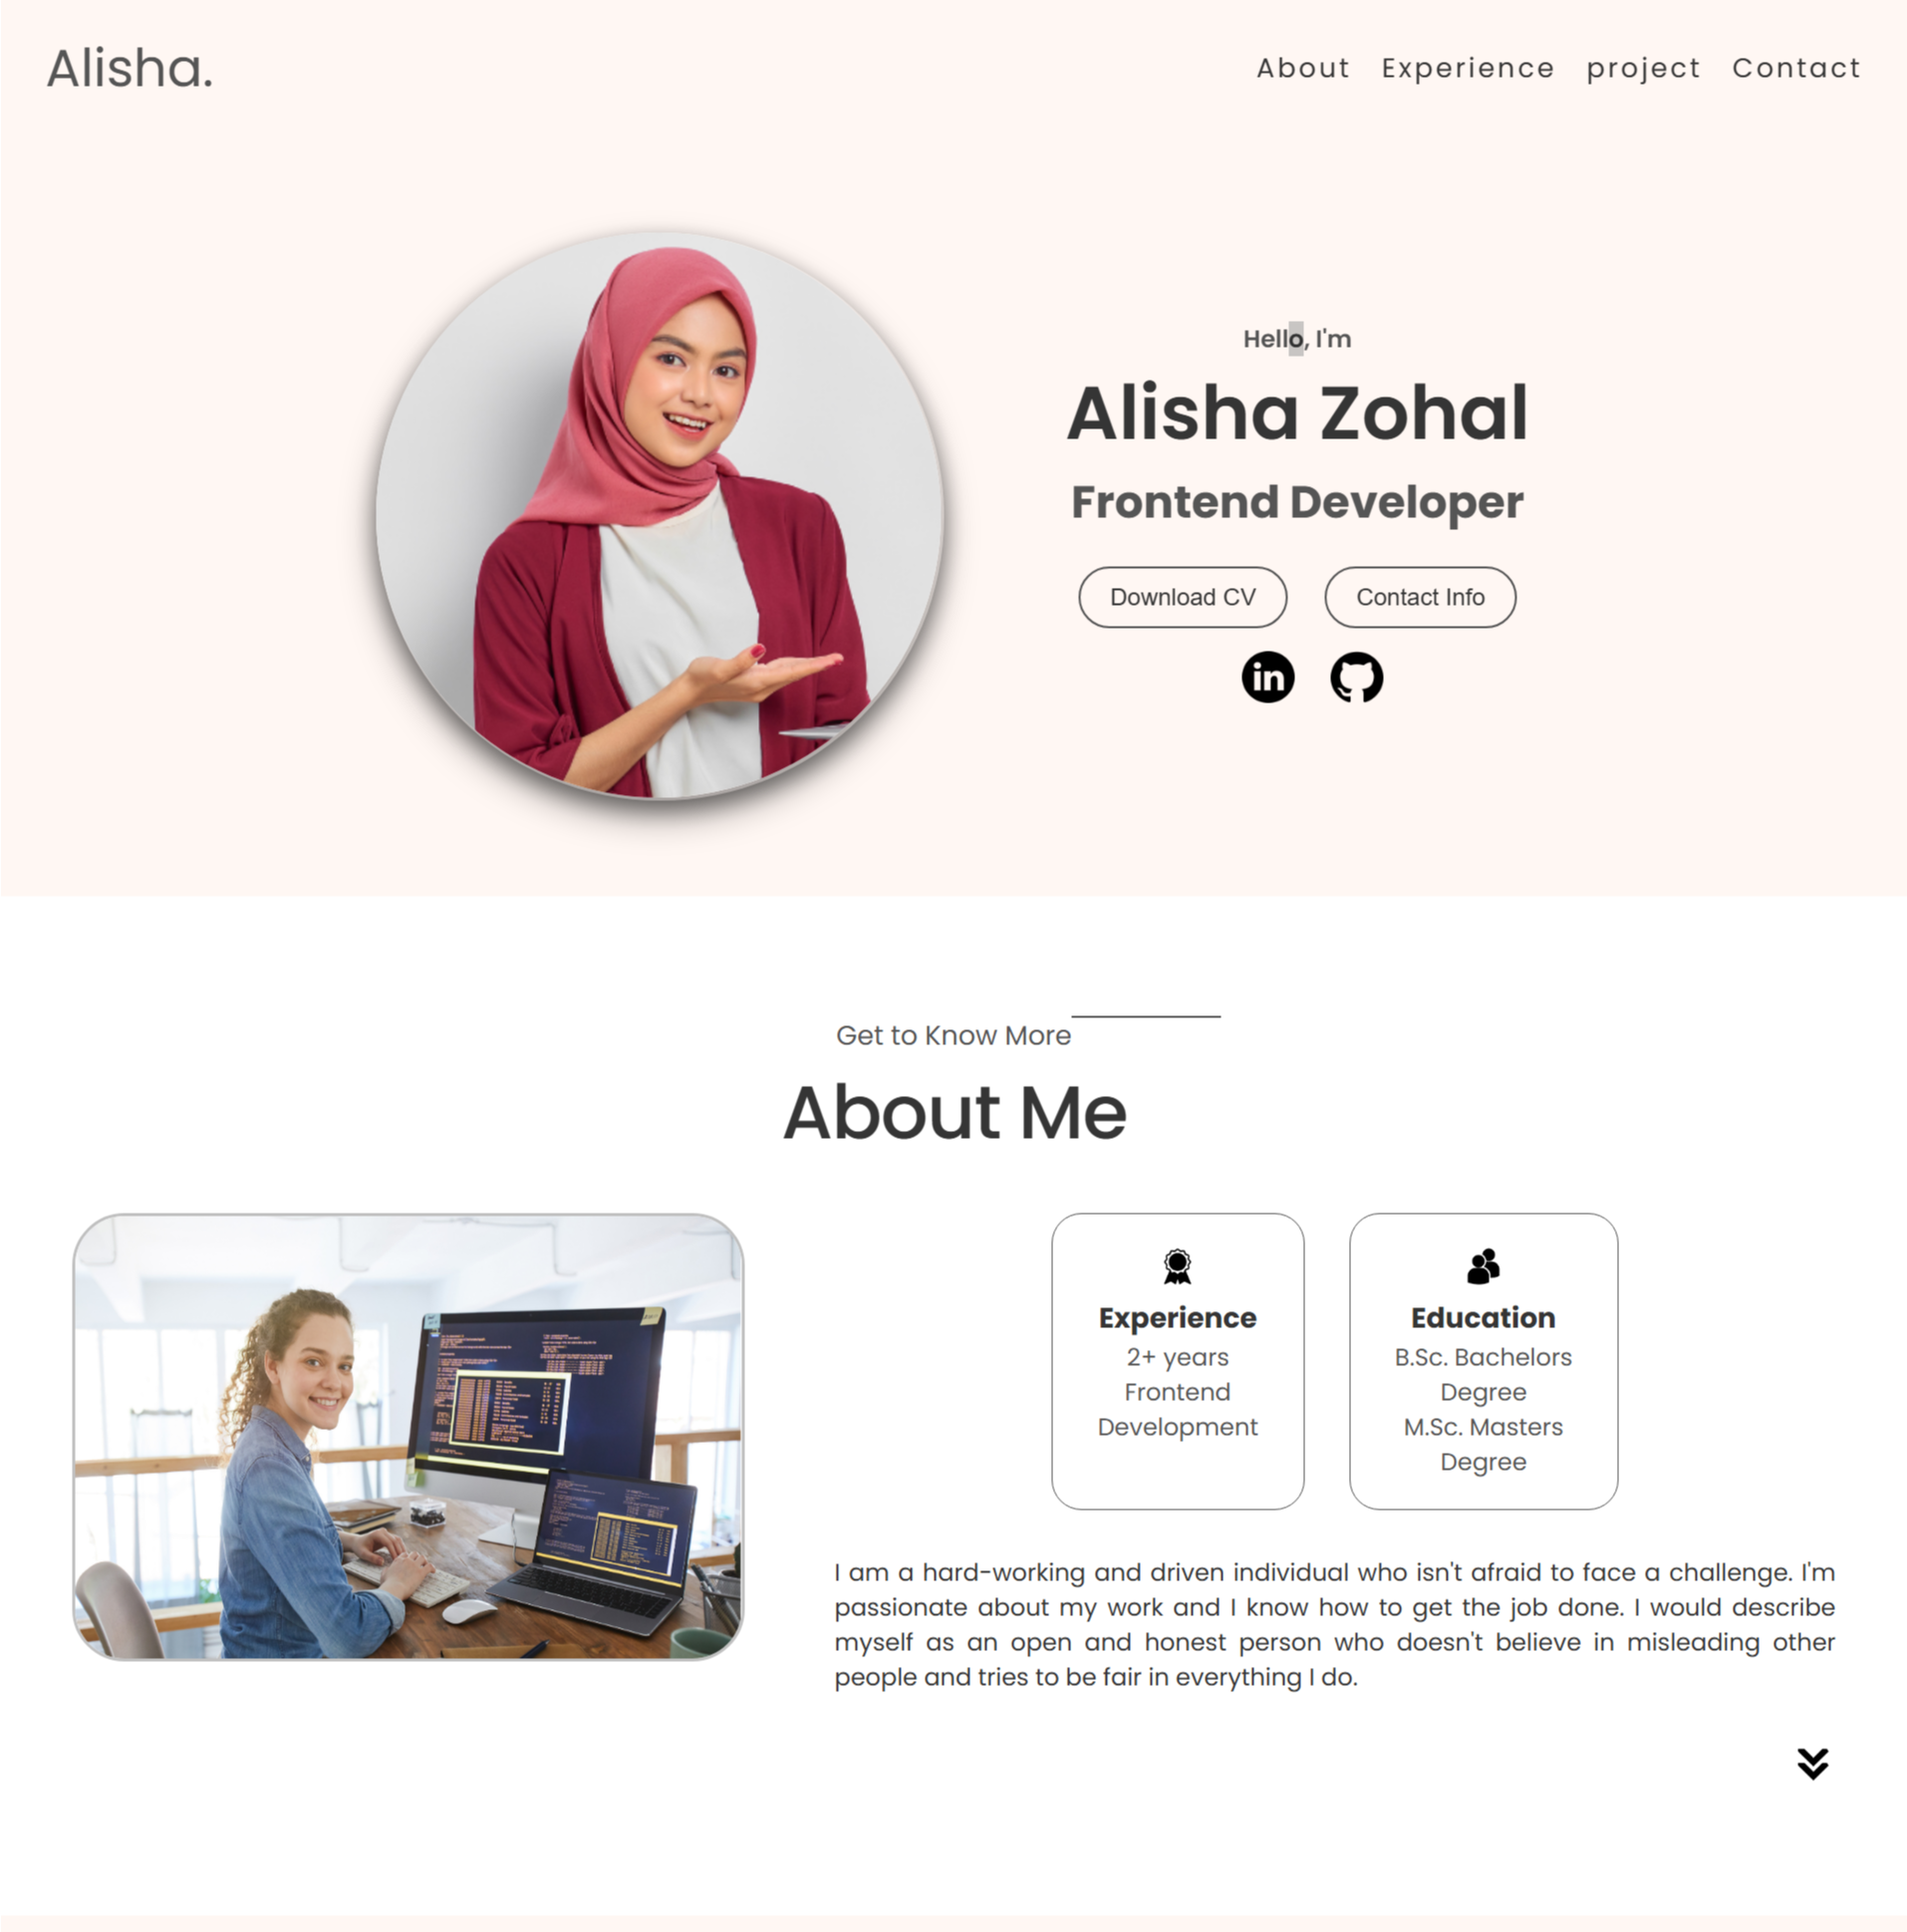 Alisha.
About Experience project Contact
Hello, I'm
Alisha Zohal
Frontend Developer
Download CV
Contact Info
in
Get to Know More
About Me
Experience
2+ years
Frontend
Development
Education
B.Sc. Bachelors
Degree
M.Sc. Masters
Degree
I am a hard-working and driven individual who isn't afraid to face a challenge. I'm
passionate about my work and I know how to get the job done. I would describe
myself as an open and honest person who doesn't believe in misleading other
people and tries to be fair in everything I do.